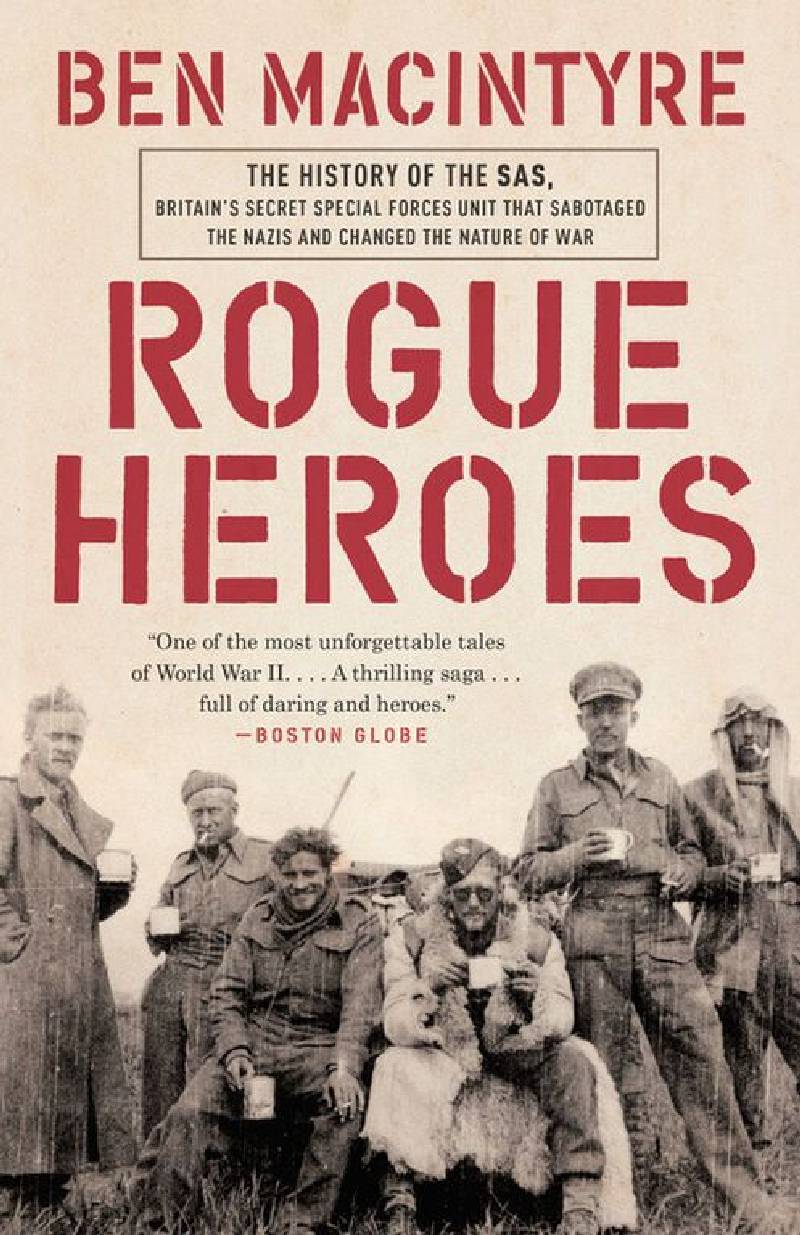 BEN MACINTYRE
THE HISTORY OF THE SAS,
BRITAIN'S SECRET SPECIAL FORCES UNIT THAT SABOTAGED
THE NAZIS AND CHANGED THE NATURE OF WAR
ROGUE
HEROES
“One of the most unforgettable tales
of World War II. . . . A thrilling saga . . .
full of daring and heroes.”
—BOSTON GLOBE